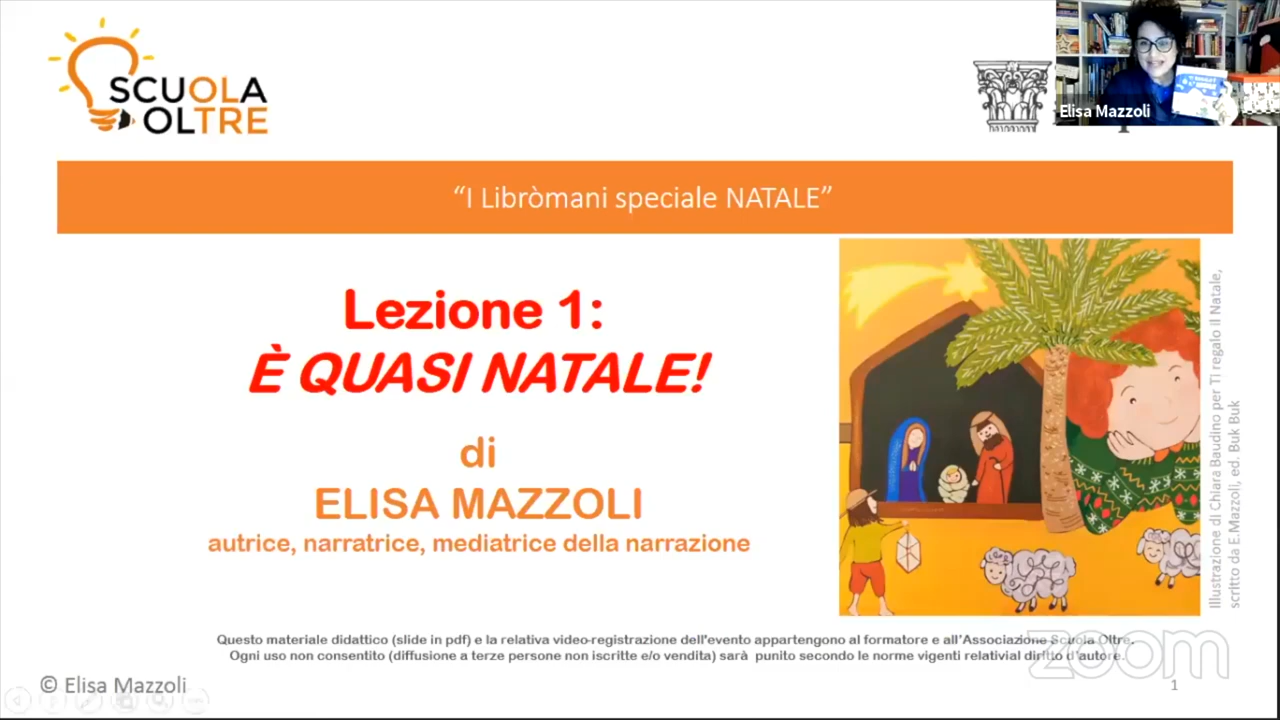 SCUOLA
OLTRE
Elisa Mazzoli
“I Libròmani speciale NATALE”
Lezione 1:
È QUASI NATALE!
di
ELISA MAZZOLI
autrice, narratrice, mediatrice della narrazione
Illustrazione di Chiara Baudino per Ti regalo il Natale,
scritto da E.Mazzoli, ed. Buk Buk
Questo materiale didattico (slide in pdf) e la relativa video-registrazione dell'evento appartengono al formatore e all'Associazione Scuola Oltre.
Ogni uso non consentito (diffusione a terze persone non iscritte e/o vendita) sarà punito secondo le norme vigenti relativial diritto d'autore.
zoom
© Elisa Mazzoli
1